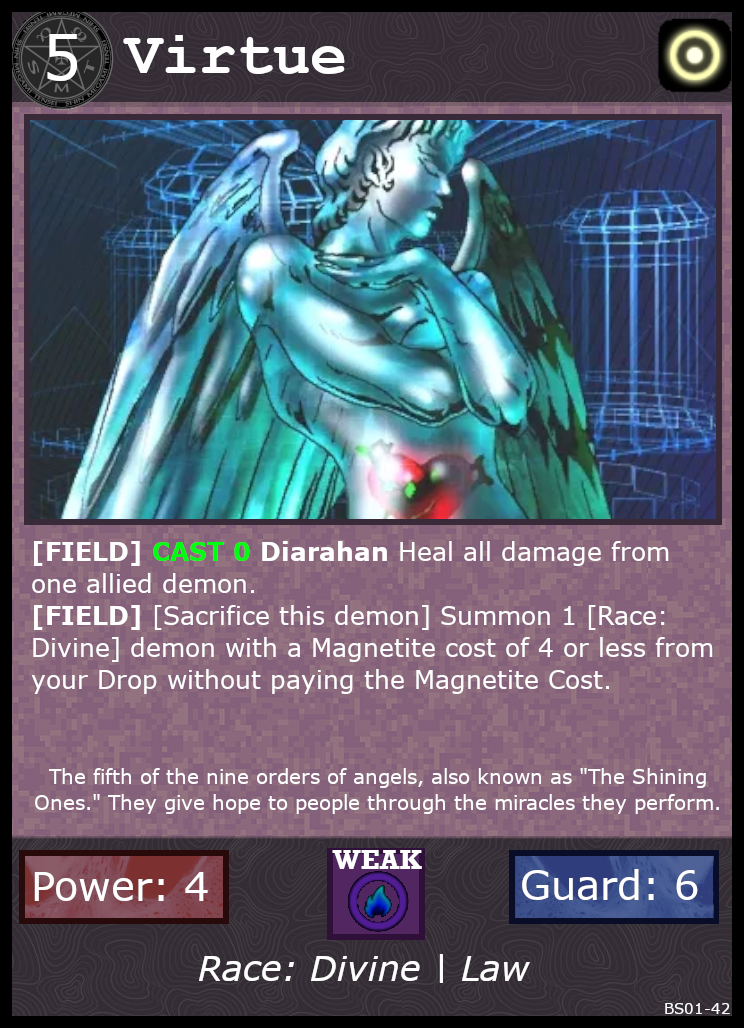 5 Virtue
[FIELD] CAST 0 Diarahan Heal all damage from
one allied demon.
[FIELD] [Sacrifice this demon] Summon 1 [Race:
Divine] demon with a Magnetite cost of 4 or less from
your Drop without paying the Magnetite Cost.
The fifth of the nine orders of angels, also known as "The Shining
Ones." They give hope to people through the miracles they perform.
WEAK
Power: 4
Guard: 6
Race: Divine | Law
BS01-42